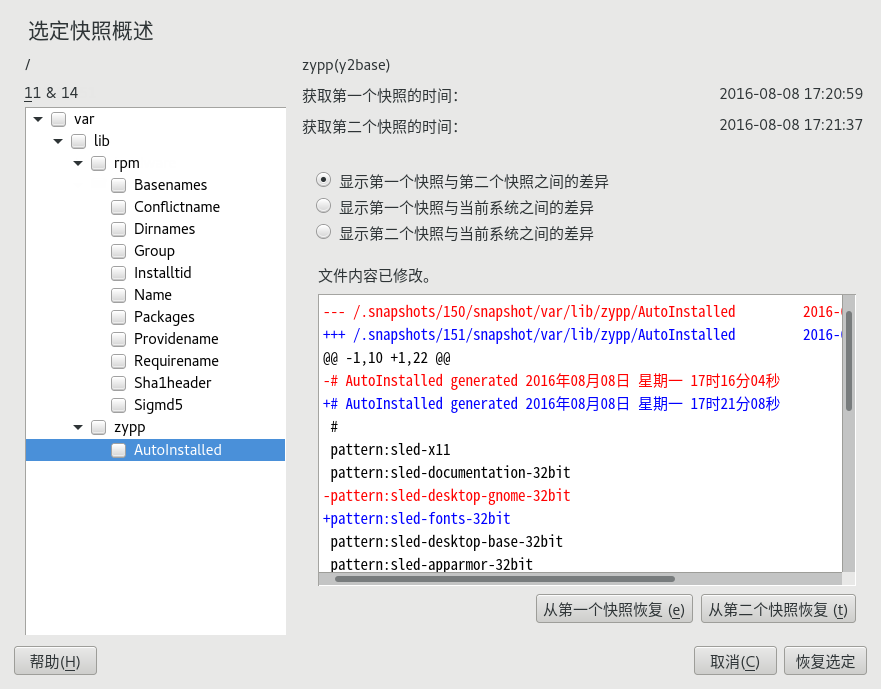 选定快照概述
/
11 & 14
var
lib
rpm
Basenames
Conflictname
Dirnames
Group
Installtid
Name
Packages
Providename
Requirename
Sha1header
Sigmd5
zypp
AutoInstalled
zypp(y2base)
获取第一个快照的时间: 2016-08-08 17:20:59
获取第二个快照的时间: 2016-08-08 17:21:37
显示第一个快照与第二个快照之间的差异
显示第一个快照与当前系统之间的差异
显示第二个快照与当前系统之间的差异
文件内容已修改。
--- /.snapshots/150/snapshot/var/lib/zypp/AutoInstalled 2016-
+++ /.snapshots/151/snapshot/var/lib/zypp/AutoInstalled 2016-
@@ -1,10 +1,22 @@
-# AutoInstalled generated 2016年08月08日 星期一 17时16分04秒
+# AutoInstalled generated 2016年08月08日 星期一 17时21分08秒
#
pattern:sled-x11
pattern:sled-documentation-32bit
-pattern:sled-desktop-gnome-32bit
+pattern:sled-fonts-32bit
pattern:sled-desktop-base-32bit
pattern:sled-apparmor-32bit
从第一个快照恢复 (e) 从第二个快照恢复 (t)
帮助(H) 取消(C) 恢复选定